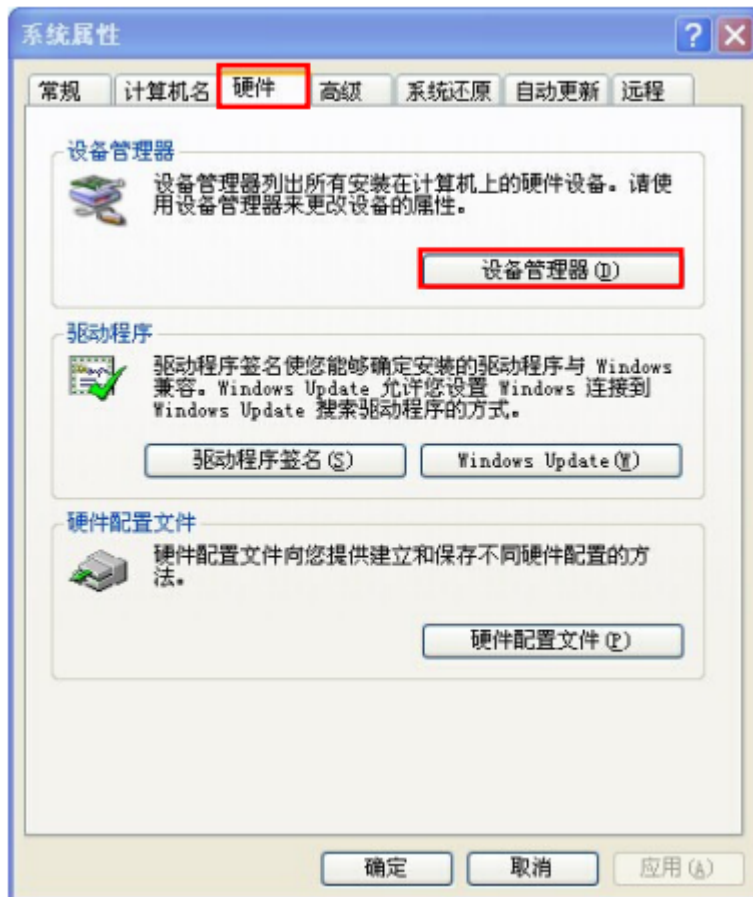 系统属性
常规 计算机名 硬件 高级 系统还原 自动更新 远程
设备管理器
设备管理器列出所有安装在计算机上的硬件设备。请使
用设备管理器来更改设备的属性。
设备管理器(D)
驱动程序
驱动程序签名使您能够确定安装的驱动程序与 Windows
兼容。Windows Update 允许您设置 Windows 连接到
Windows Update 搜索驱动程序的方式。
驱动程序签名(S) Windows Update(W)
硬件配置文件
硬件配置文件向您提供建立和保存不同硬件配置的方
法。
硬件配置文件(P)
确定 取消 应用(A)